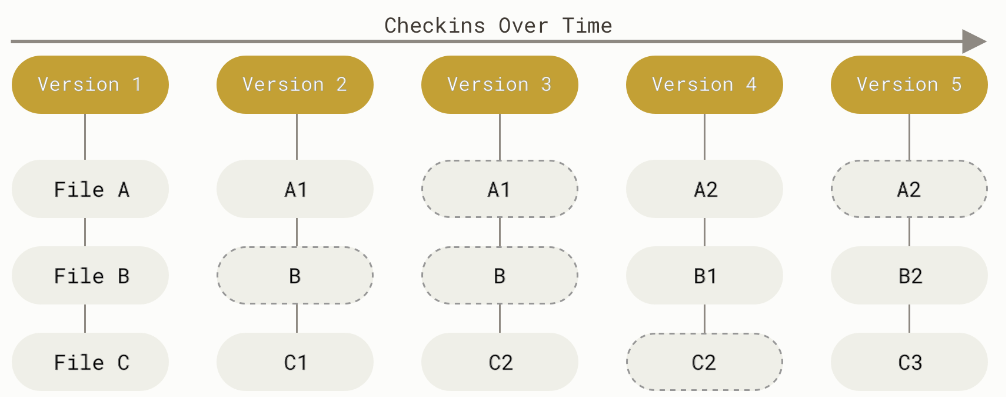 Checkins Over Time
Version 1 Version 2 Version 3 Version 4 Version 5
File A A1 A1 A2 A2
File B B B B1 B2
File C C1 C2 C2 C3